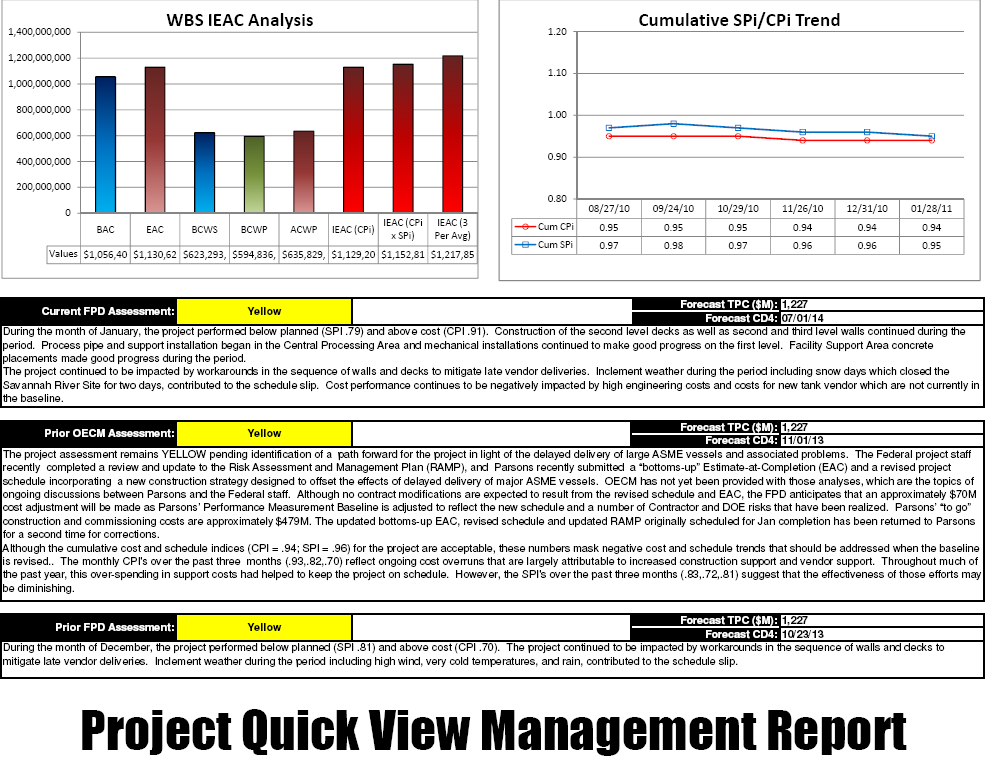 WBS IEAC Analysis
1,400,000,000
1,200,000,000
1,000,000,000
800,000,000
600,000,000
400,000,000
200,000,000
0
BAC EAC BCWS BCWP ACWP IEAC (CPi) IEAC (CPi x SPi) IEAC (3 Per Avg)
Values $1,056,40 $1,130,62 $623,293, $594,836, $635,829, $1,129,20 $1,152,81 $1,217,85
Cumulative SPi/CPi Trend
1.20
1.10
1.00
0.90
0.80
08/27/10 09/24/10 10/29/10 11/26/10 12/31/10 01/28/11
Cum CPi 0.95 0.95 0.95 0.94 0.94 0.94
Cum SPi 0.97 0.98 0.97 0.96 0.96 0.95
Current FPD Assessment: Yellow Forecast TPC ($M): 1,227
Forecast CD4: 07/01/14
During the month of January, the project performed below planned (SPI .79) and above cost (CPI .91). Construction of the second level decks as well as second and third level walls continued during the
period. Process pipe and support installation began in the Central Processing Area and mechanical installations continued to make good progress on the first level. Facility Support Area concrete
placements made good progress during the period.
The project continued to be impacted by workarounds in the sequence of walls and decks to mitigate late vendor deliveries. Inclement weather during the period including snow days which closed the
Savannah River Site for two days, contributed to the schedule slip. Cost performance continues to be negatively impacted by high engineering costs and costs for new tank vendor which are not currently in
the baseline.
Prior OECM Assessment: Yellow Forecast TPC ($M): 1,227
Forecast CD4: 11/01/13
The project assessment remains YELLOW pending identification of a path forward for the project in light of the delayed delivery of large ASME vessels and associated problems. The Federal project staff
recently completed a review and update to the Risk Assessment and Management Plan (RAMP), and Parsons recently submitted a "bottoms-up" Estimate-at-Completion (EAC) and a revised project
schedule incorporating a new construction strategy designed to offset the effects of delayed delivery of major ASME vessels. OECM has not yet been provided with those analyses, which are the topics of
ongoing discussions between Parsons and the Federal staff. Although no contract modifications are expected to result from the revised schedule and EAC, the FPD anticipates that an approximately $70M
cost adjustment will be made as Parsons' Performance Measurement Baseline is adjusted to reflect the new schedule and a number of Contractor and DOE risks that have been realized. Parsons' "to go"
construction and commissioning costs are approximately $479M. The updated bottoms-up EAC, revised schedule and updated RAMP originally scheduled for Jan completion has been returned to Parsons
for a second time for corrections.
Although the cumulative cost and schedule indices (CPI = .94; SPI = .96) for the project are acceptable, these numbers mask negative cost and schedule trends that should be addressed when the baseline
is revised.. The monthly CPI's over the past three months (.93,.82,.70) reflect ongoing cost overruns that are largely attributable to increased construction support and vendor support. Throughout much of
the past year, this over-spending in support costs had helped to keep the project on schedule. However, the SPI's over the past three months (.83,.72,.81) suggest that the effectiveness of those efforts may
be diminishing.
Prior FPD Assessment: Yellow Forecast TPC ($M): 1,227
Forecast CD4: 10/23/13
During the month of December, the project performed below planned (SPI .81) and above cost (CPI .70). The project continued to be impacted by workarounds in the sequence of walls and decks to
mitigate late vendor deliveries. Inclement weather during the period including high wind, very cold temperatures, and rain, contributed to the schedule slip.
Project Quick View Management Report